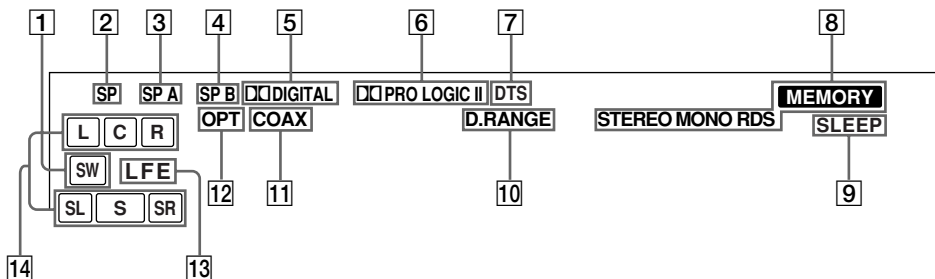 1 2 3 4 5 6 7 8
SP SP A SP B DIGITAL PRO LOGIC II DTS MEMORY
OPT COAX D.RANGE STEREO MONO RDS SLEEP
L C R
SW LFE
SL S SR
12 11 10 9
14 13